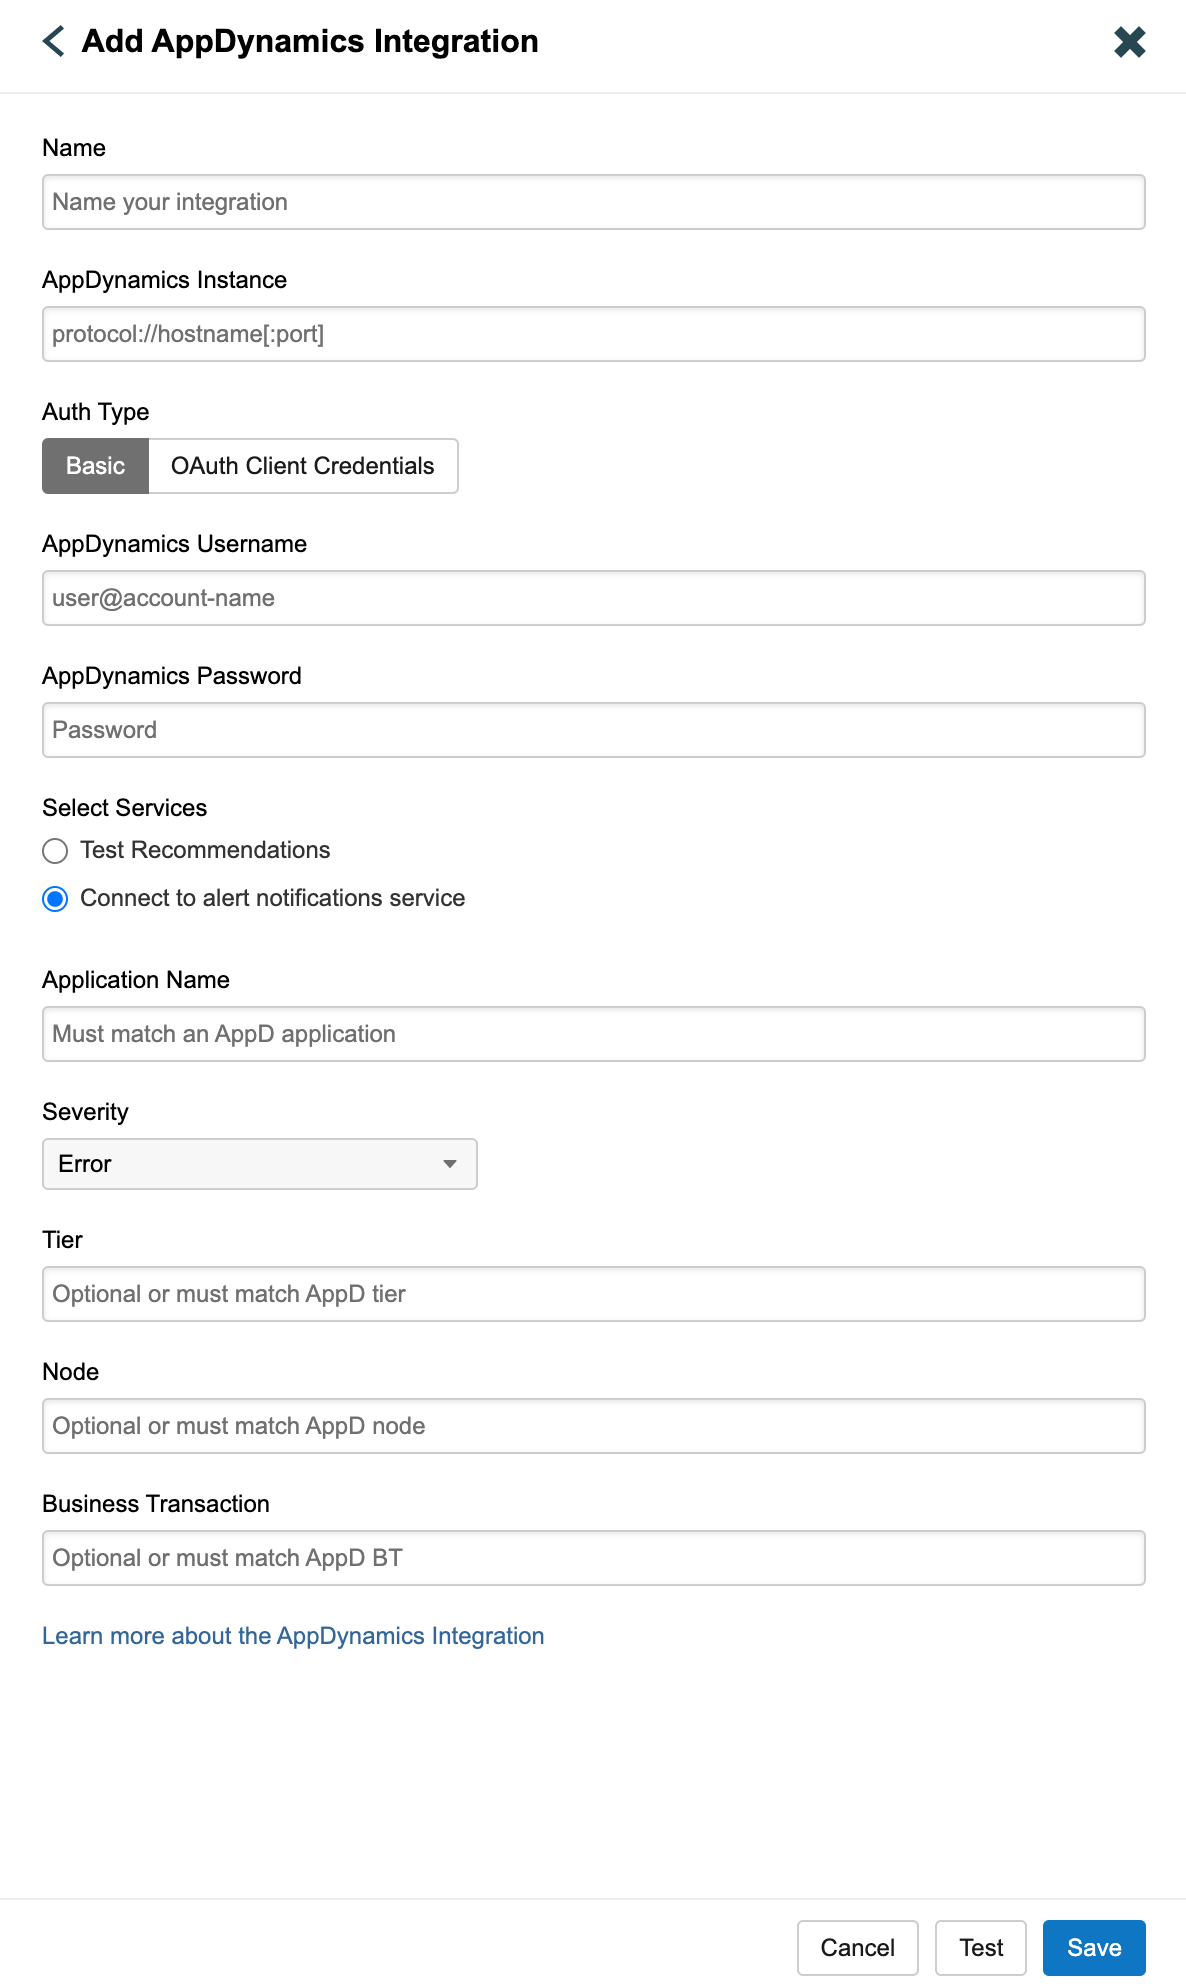 Add AppDynamics Integration
Name
Name your integration
AppDynamics Instance
protocol://hostname[:port]
Auth Type
Basic OAuth Client Credentials
AppDynamics Username
user@account-name
AppDynamics Password
Password
Select Services
Test Recommendations
Connect to alert notifications service
Application Name
Must match an AppD application
Severity
Error
Tier
Optional or must match AppD tier
Node
Optional or must match AppD node
Business Transaction
Optional or must match AppD BT
Learn more about the AppDynamics Integration
Cancel Test Save